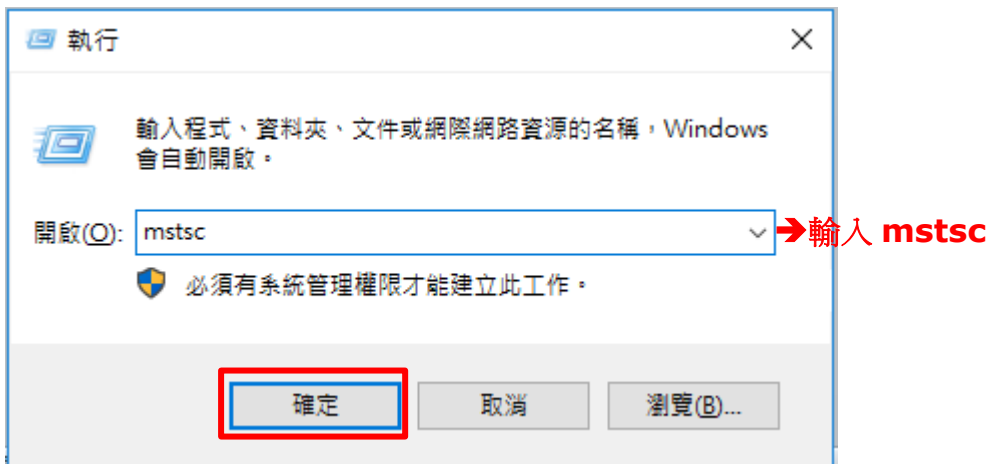 執行
輸入程式、資料夾、文件或網際網路資源的名稱，Windows
會自動開啟。
開啟(O): mstsc ➔輸入 mstsc
必須有系統管理權限才能建立此工作。
確定 取消 瀏覽(B)...